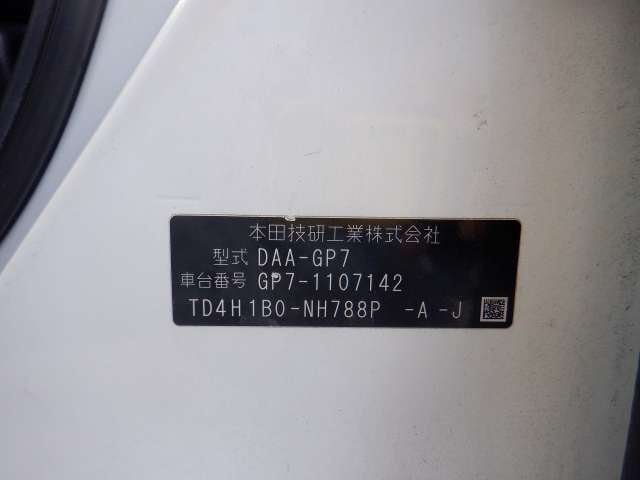 本田技研工業株式会社
型式 DAA-GP7
車台番号 GP7-1107142
TD4H1B0-NH788P -A-J